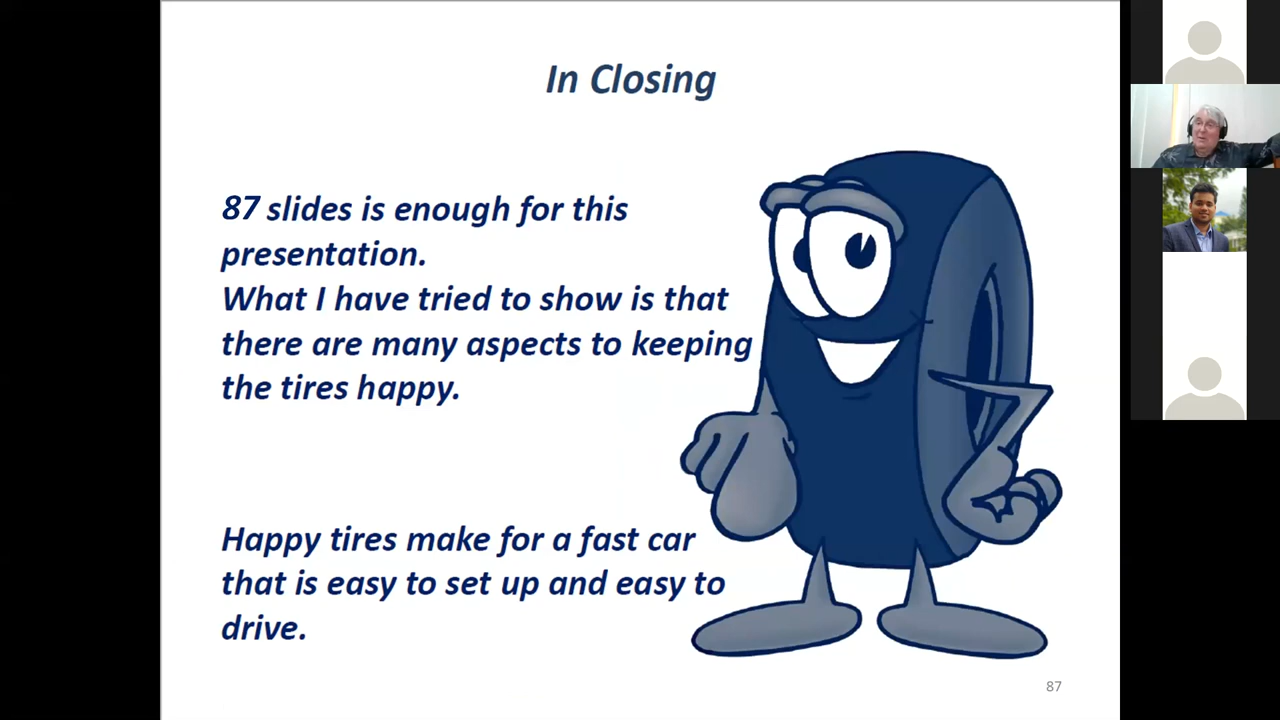 In Closing
87 slides is enough for this
presentation.
What I have tried to show is that
there are many aspects to keeping
the tires happy.
Happy tires make for a fast car
that is easy to set up and easy to
drive.
87